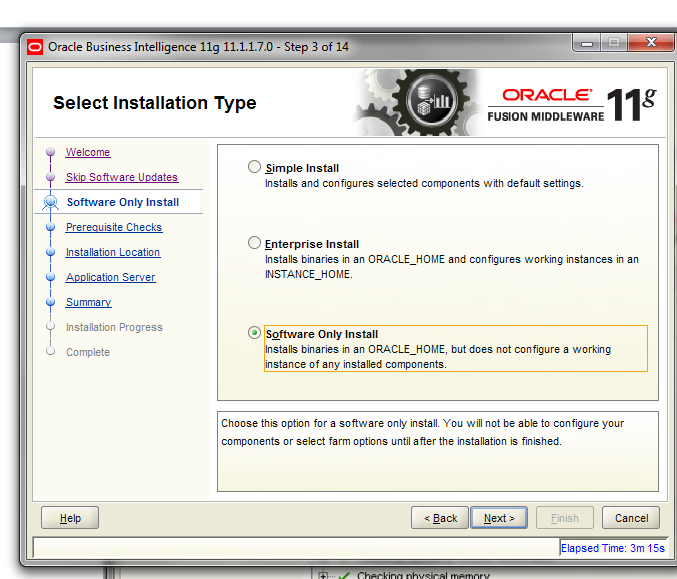 Oracle Business Intelligence 11g 11.1.1.7.0 - Step 3 of 14
Select Installation Type
ORACLE
FUSION MIDDLEWARE
11g
Welcome
Skip Software Updates
Software Only Install
Prerequisite Checks
Installation Location
Application Server
Summary
Installation Progress
Complete
Simple Install
Installs and configures selected components with default settings.
Enterprise Install
Installs binaries in an ORACLE_HOME and configures working instances in an
INSTANCE_HOME.
Software Only Install
Installs binaries in an ORACLE_HOME, but does not configure a working
instance of any installed components.
Choose this option for a software only install. You will not be able to configure your
components or select farm options until after the installation is finished.
Help
< Back
Next >
Finish
Cancel
Elapsed Time: 3m 15s
Checking physical memory